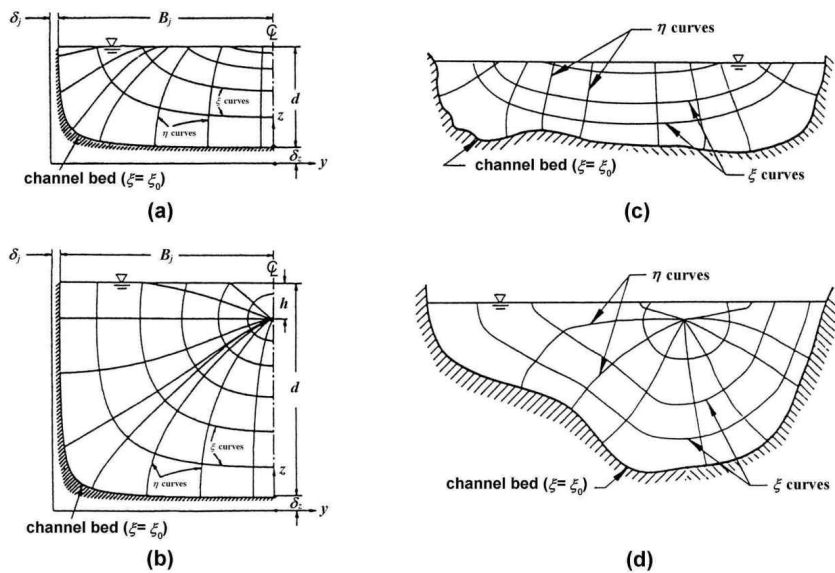 δj
Bj
℄
d
ξ curves
η curves
z
δz
y
channel bed (ξ= ξ0)
(a)
η curves
channel bed (ξ= ξ0)
ξ curves
(c)
δj
Bj
℄
h
d
ξ curves
η curves
z
δz
y
channel bed (ξ= ξ0)
(b)
η curves
channel bed (ξ= ξ0)
ξ curves
(d)